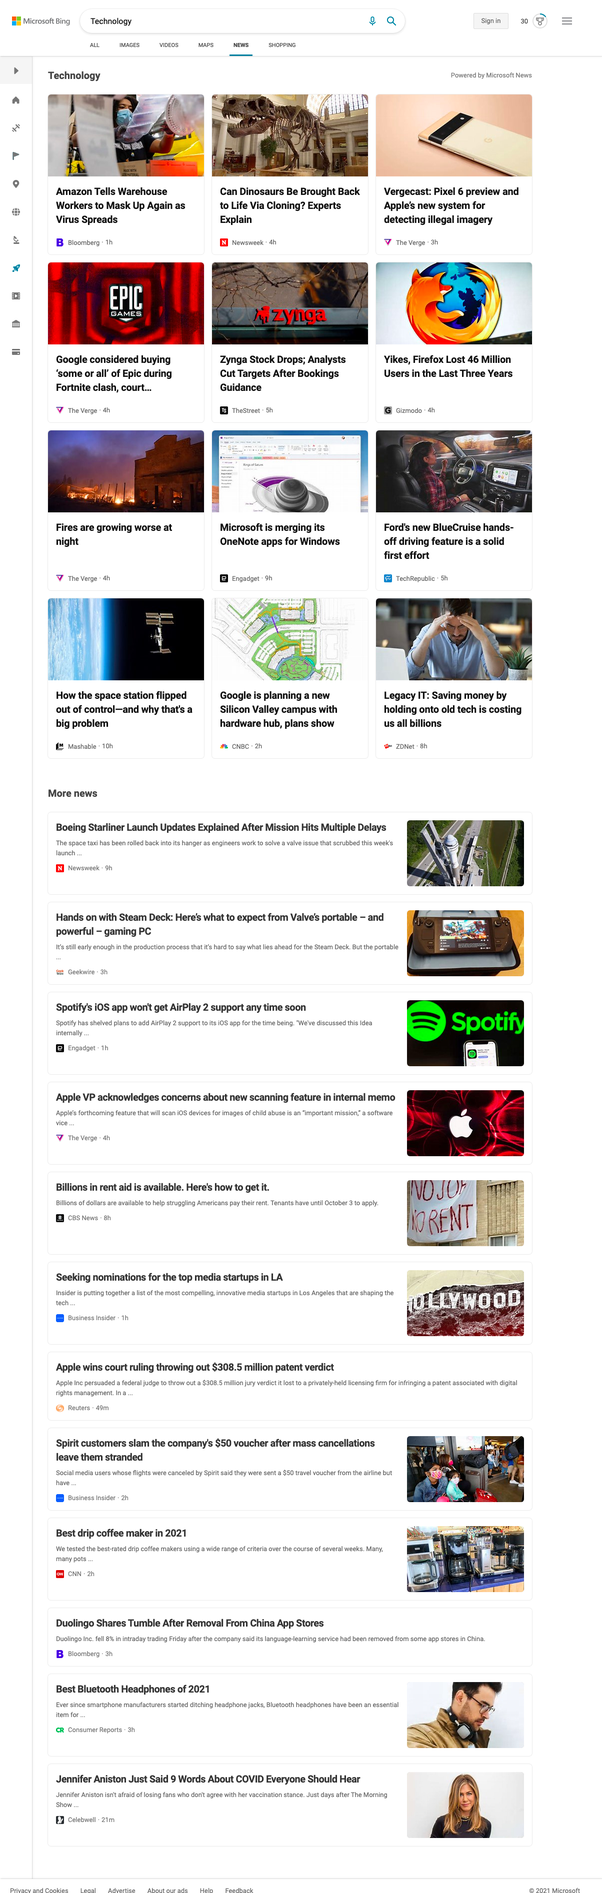 Microsoft Bing
Technology
Sign in
30
ALL IMAGES VIDEOS MAPS NEWS SHOPPING
Technology
Powered by Microsoft News
Amazon Tells Warehouse
Workers to Mask Up Again as
Virus Spreads
Bloomberg · 1h
Can Dinosaurs Be Brought Back
to Life Via Cloning? Experts
Explain
Newsweek · 4h
Vergecast: Pixel 6 preview and
Apple's new system for
detecting illegal imagery
The Verge · 3h
EPIC
GAMES
Google considered buying
'some or all' of Epic during
Fortnite clash, court...
The Verge · 4h
zynga
Zynga Stock Drops; Analysts
Cut Targets After Bookings
Guidance
TheStreet · 5h
Yikes, Firefox Lost 46 Million
Users in the Last Three Years
Gizmodo · 4h
Fires are growing worse at
night
The Verge · 4h
Microsoft is merging its
OneNote apps for Windows
Engadget · 9h
Ford's new BlueCruise hands-
off driving feature is a solid
first effort
TechRepublic · 5h
How the space station flipped
out of control—and why that's a
big problem
Mashable · 10h
Google is planning a new
Silicon Valley campus with
hardware hub, plans show
CNBC · 2h
Legacy IT: Saving money by
holding onto old tech is costing
us all billions
ZDNet · 8h
More news
Boeing Starliner Launch Updates Explained After Mission Hits Multiple Delays
The space taxi has been rolled back into its hanger as engineers work to solve a valve issue that scrubbed this week's
launch ...
Newsweek · 9h
Hands on with Steam Deck: Here's what to expect from Valve's portable – and
powerful – gaming PC
It's still early enough in the production process that it's hard to say what lies ahead for the Steam Deck. But the portable
...
Geekwire · 3h
Spotify's iOS app won't get AirPlay 2 support any time soon
Spotify has shelved plans to add AirPlay 2 support to its iOS app for the time being. "We've discussed this Idea
internally ...
Engadget · 1h
Spotify
Apple VP acknowledges concerns about new scanning feature in internal memo
Apple's forthcoming feature that will scan iOS devices for images of child abuse is an "important mission," a software
vice ...
The Verge · 4h
Billions in rent aid is available. Here's how to get it.
Billions of dollars are available to help struggling Americans pay their rent. Tenants have until October 3 to apply.
CBS News · 8h
NO JOB
NO RENT
Seeking nominations for the top media startups in LA
Insider is putting together a list of the most compelling, innovative media startups in Los Angeles that are shaping the
tech ...
Business Insider · 1h
HOLLYWOOD
Apple wins court ruling throwing out $308.5 million patent verdict
Apple Inc persuaded a federal judge to throw out a $308.5 million jury verdict it lost to a privately-held licensing firm for infringing a patent associated with digital
rights management. In a ...
Reuters · 49m
Spirit customers slam the company's $50 voucher after mass cancellations
leave them stranded
Social media users whose flights were canceled by Spirit said they were sent a $50 travel voucher from the airline but
have ...
Business Insider · 2h
Best drip coffee maker in 2021
We tested the best-rated drip coffee makers using a wide range of criteria over the course of several weeks. Many,
many pots ...
CNN · 2h
Duolingo Shares Tumble After Removal From China App Stores
Duolingo Inc. fell 8% in intraday trading Friday after the company said its language-learning service had been removed from some app stores in China.
Bloomberg · 3h
Best Bluetooth Headphones of 2021
Ever since smartphone manufacturers started ditching headphone jacks, Bluetooth headphones have been an essential
item for ...
Consumer Reports · 3h
Jennifer Aniston Just Said 9 Words About COVID Everyone Should Hear
Jennifer Aniston isn't afraid of losing fans who don't agree with her vaccination stance. Just days after The Morning
Show ...
Celebwell · 21m
Privacy and Cookies Legal Advertise About our ads Help Feedback
© 2021 Microsoft